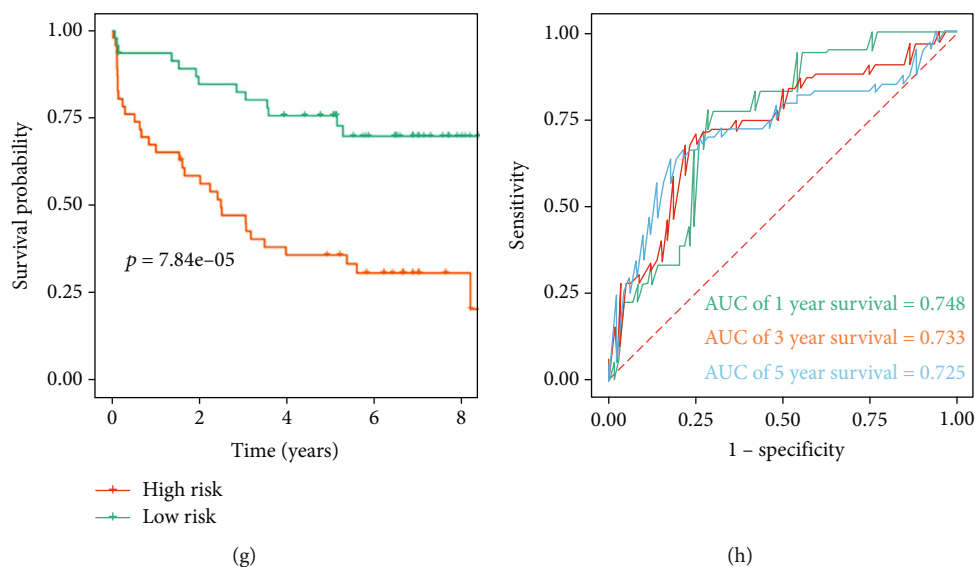 1.00
0.75
0.50
0.25
0.00
Survival probability
p = 7.84e–05
0 2 4 6 8
Time (years)
High risk
Low risk
(g)
1.00
0.75
0.50
0.25
0.00
Sensitivity
AUC of 1 year survival = 0.748
AUC of 3 year survival = 0.733
AUC of 5 year survival = 0.725
0.00 0.25 0.50 0.75 1.00
1 – specificity
(h)